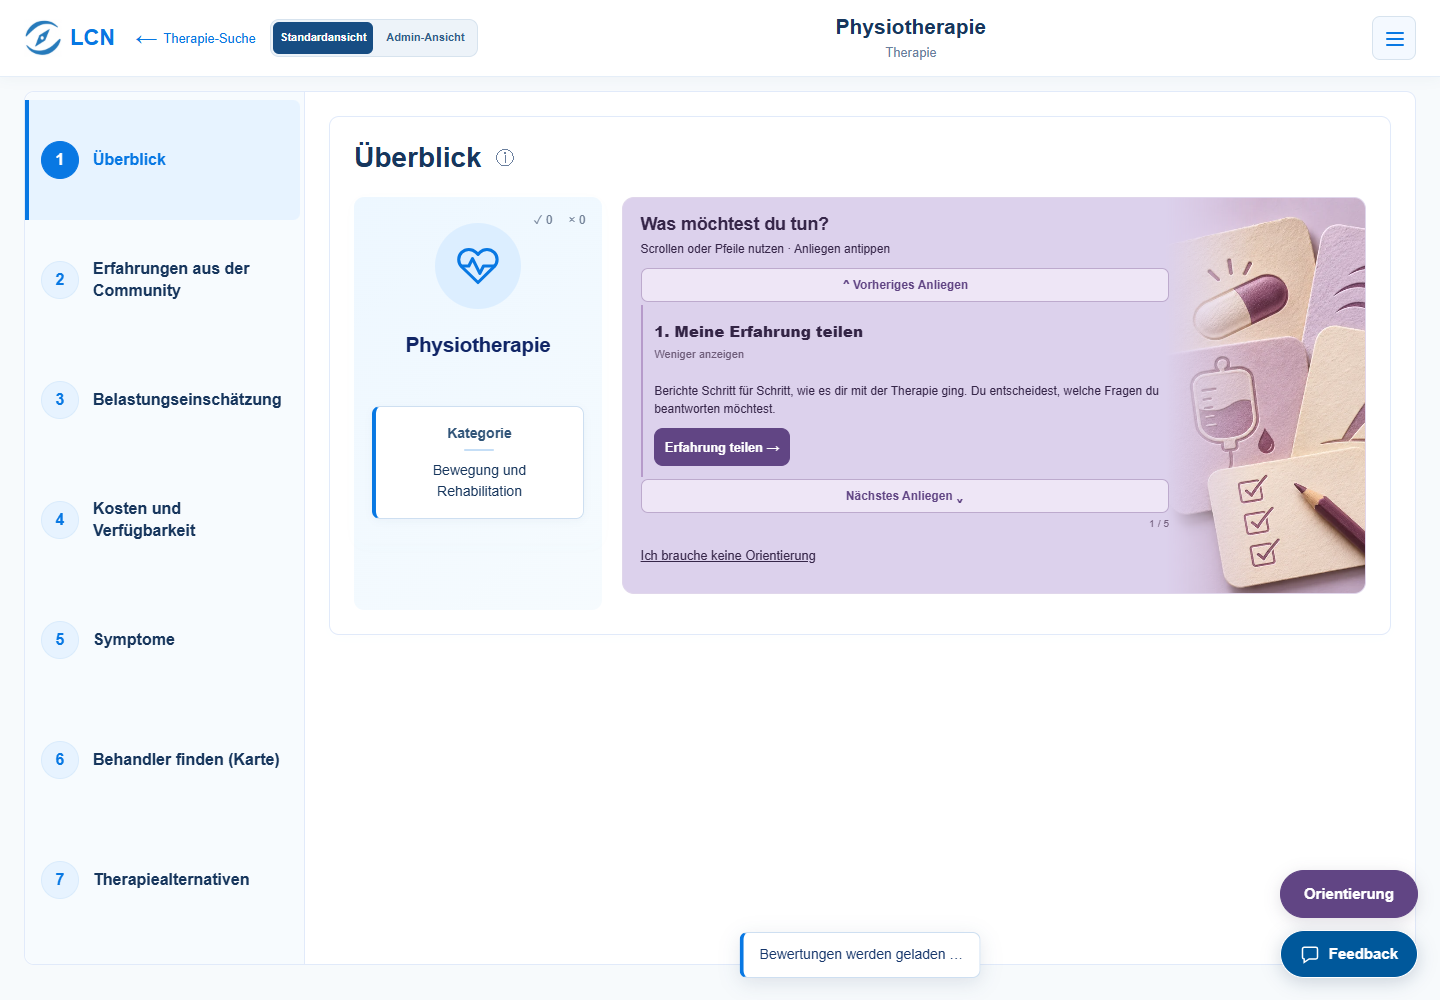 LCN
← Therapie-Suche
Standardansicht
Admin-Ansicht
Physiotherapie
Therapie
1
Überblick
2
Erfahrungen aus der
Community
3
Belastungseinschätzung
4
Kosten und
Verfügbarkeit
5
Symptome
6
Behandler finden (Karte)
7
Therapiealternativen
Überblick ⓘ
✓ 0 × 0
Physiotherapie
Kategorie
Bewegung und
Rehabilitation
Was möchtest du tun?
Scrollen oder Pfeile nutzen · Anliegen antippen
^ Vorheriges Anliegen
1. Meine Erfahrung teilen
Weniger anzeigen
Berichte Schritt für Schritt, wie es dir mit der Therapie ging. Du entscheidest, welche Fragen du
beantworten möchtest.
Erfahrung teilen →
Nächstes Anliegen ⌄
1 / 5
Ich brauche keine Orientierung
Orientierung
Bewertungen werden geladen …
Feedback